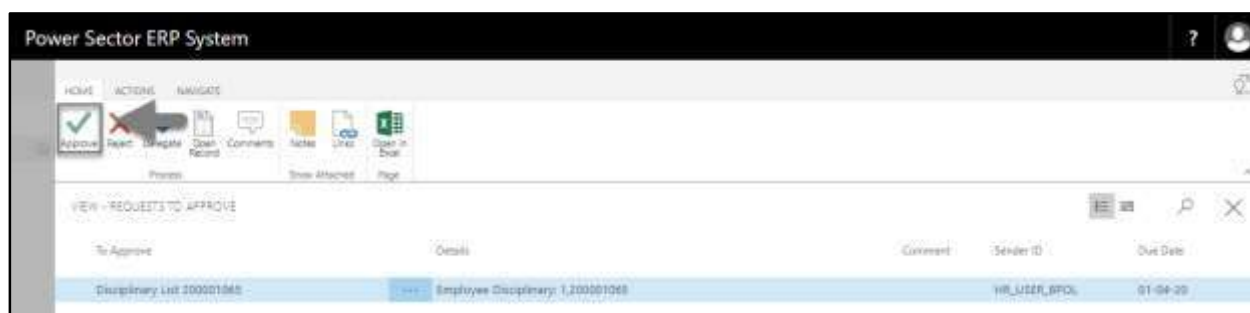 Power Sector ERP System ?
HOME ACTIONS NAVIGATE
Approve Reject Delegate Open Record Comments Notes Links Open in Excel
Process Show Attached Page
VIEW - REQUESTS TO APPROVE
To Approve Details Comment Sender ID Due Date
Disciplinary List 200001065 ... Employee Disciplinary: 1,200001065 HR_USER_BPOL 01-04-20